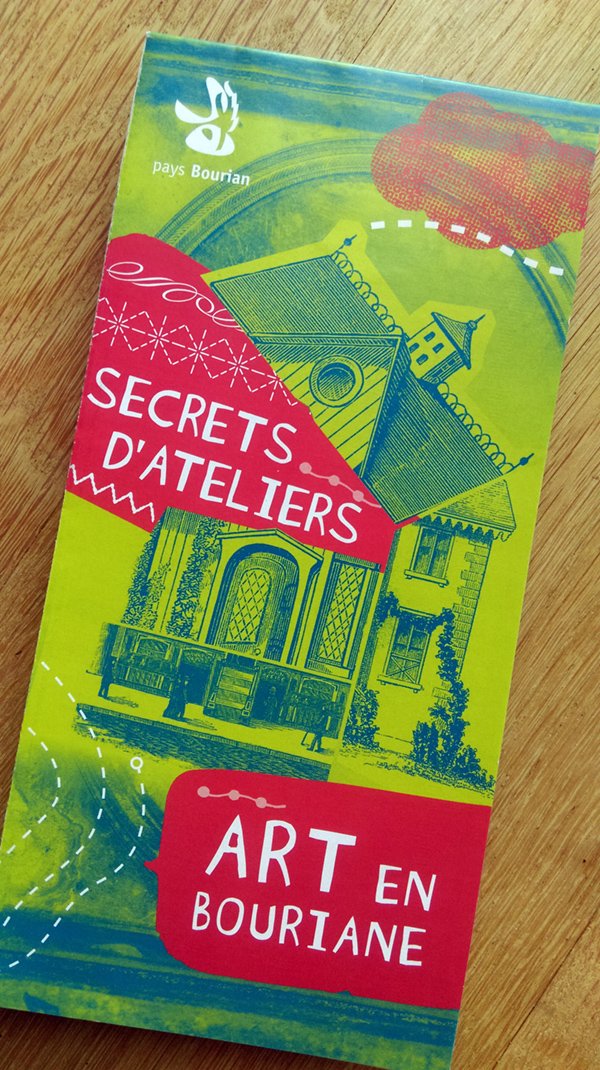 pays Bourian
SECRETS
D'ATELIERS
ART EN
BOURIANE